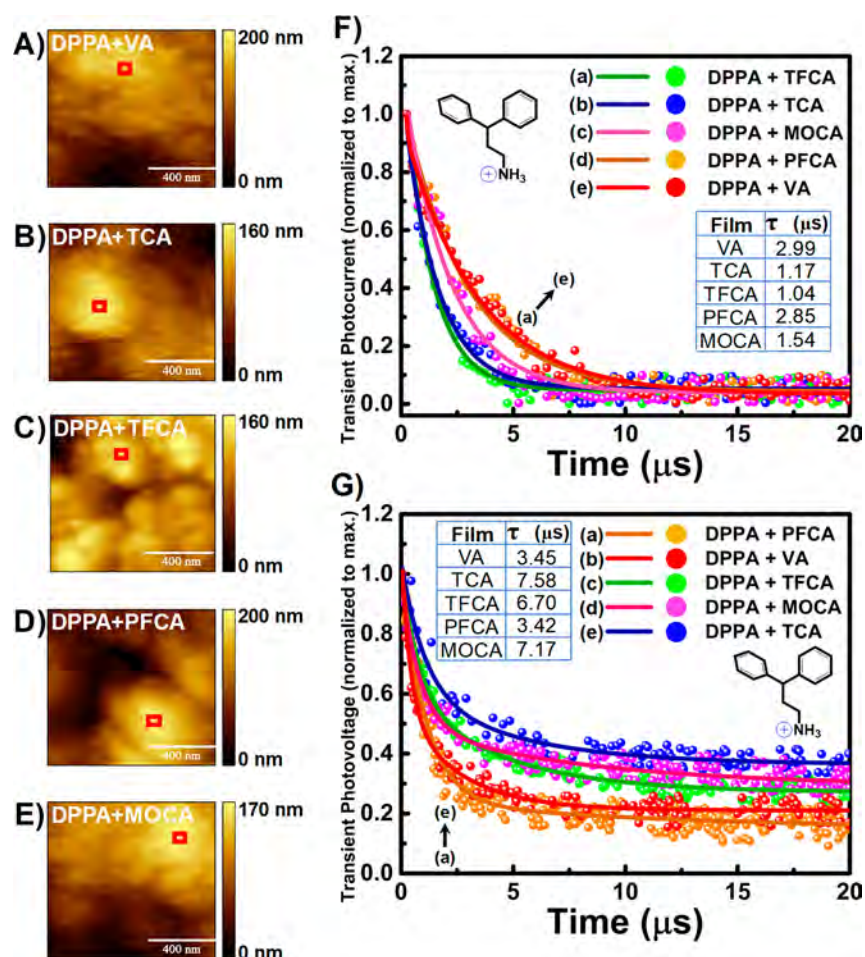 A)
DPPA+VA
200 nm
400 nm
0 nm
B)
DPPA+TCA
160 nm
400 nm
0 nm
C)
DPPA+TFCA
160 nm
400 nm
0 nm
D)
DPPA+PFCA
200 nm
400 nm
0 nm
E)
DPPA+MOCA
170 nm
400 nm
0 nm
F)
Transient Photocurrent (normalized to max.)
1.2
1.0
0.8
0.6
0.4
0.2
0.0
0 5 10 15 20
Time (μs)
NH3
+
(a) DPPA + TFCA
(b) DPPA + TCA
(c) DPPA + MOCA
(d) DPPA + PFCA
(e) DPPA + VA
Film τ (μs)
VA 2.99
TCA 1.17
TFCA 1.04
PFCA 2.85
MOCA 1.54
(e)
(a)
G)
Transient Photovoltage (normalized to max.)
1.2
1.0
0.8
0.6
0.4
0.2
0.0
0 5 10 15 20
Time (μs)
Film τ (μs)
VA 3.45
TCA 7.58
TFCA 6.70
PFCA 3.42
MOCA 7.17
(a) DPPA + PFCA
(b) DPPA + VA
(c) DPPA + TFCA
(d) DPPA + MOCA
(e) DPPA + TCA
+
NH3
(e)
(a)